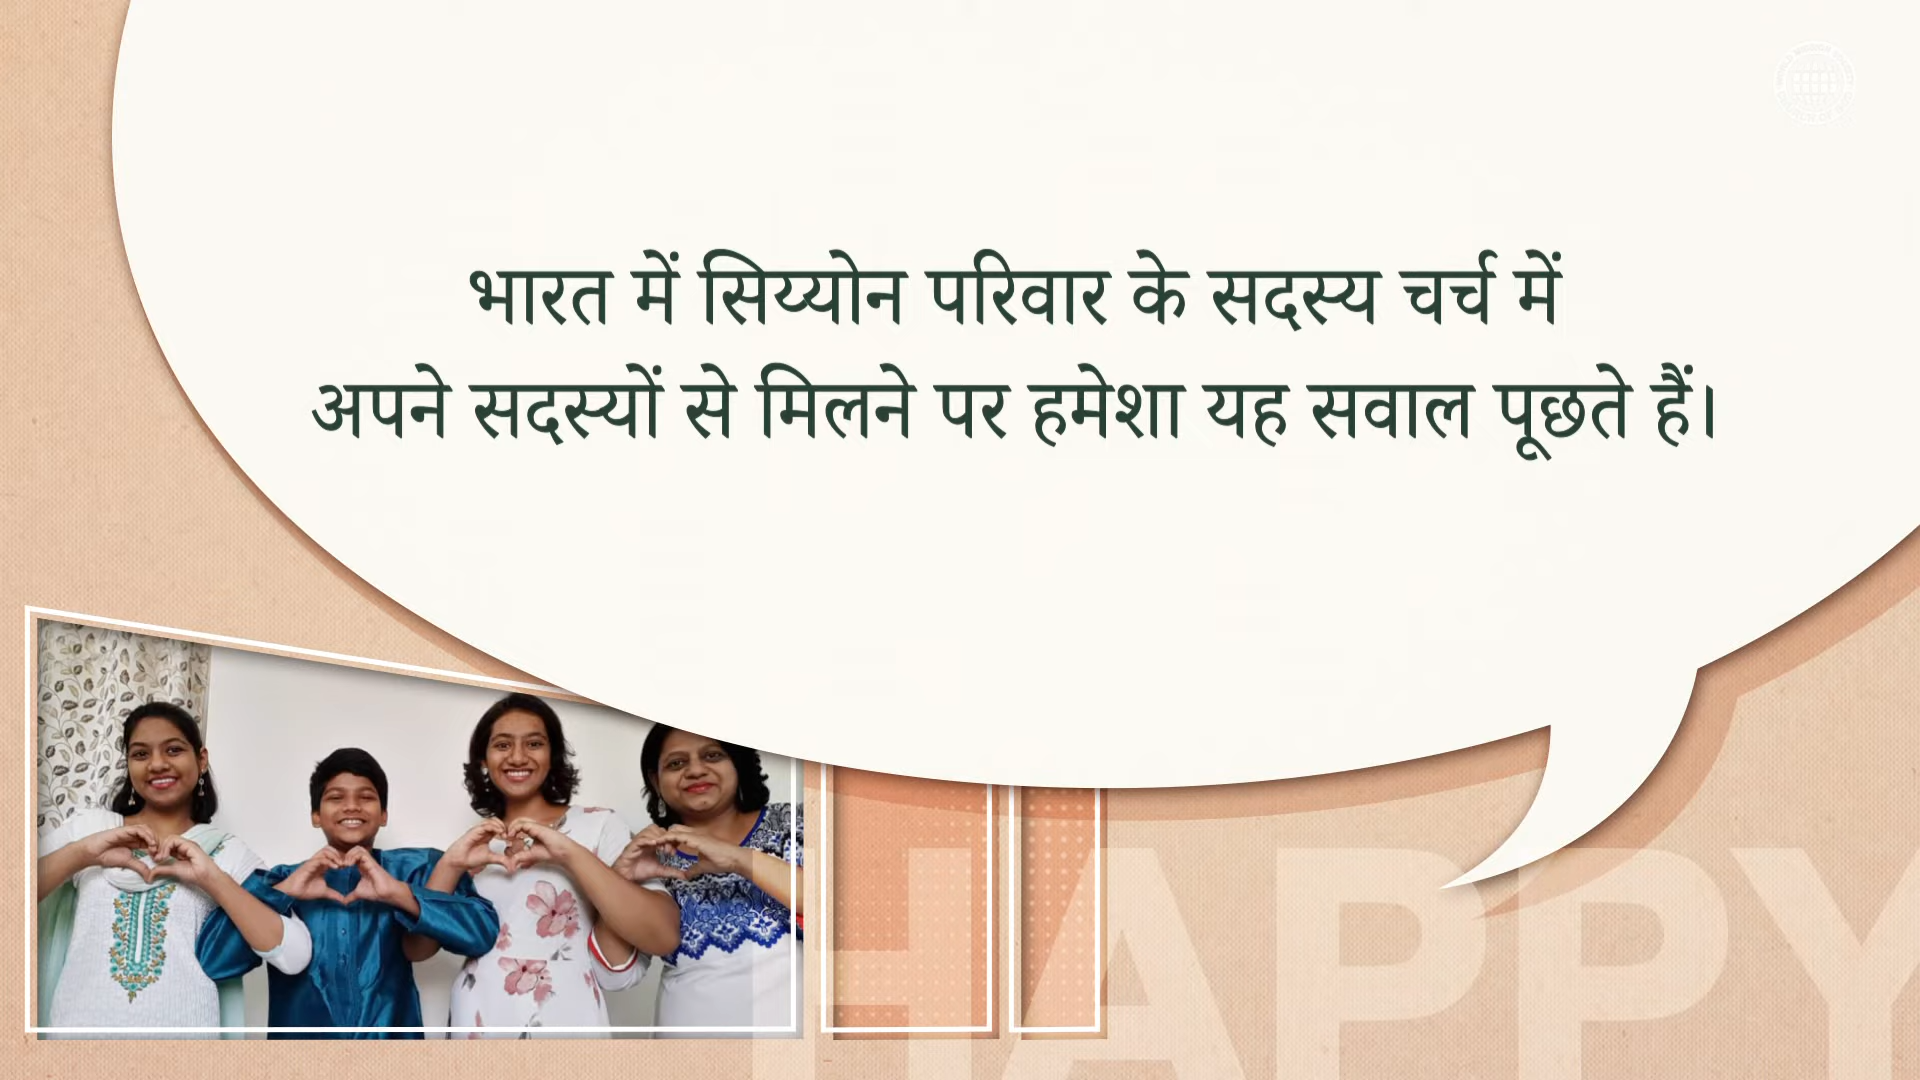 भारत में सिय्योन परिवार के सदस्य चर्च में
अपने सदस्यों से मिलने पर हमेशा यह सवाल पूछते हैं।
HAPPY